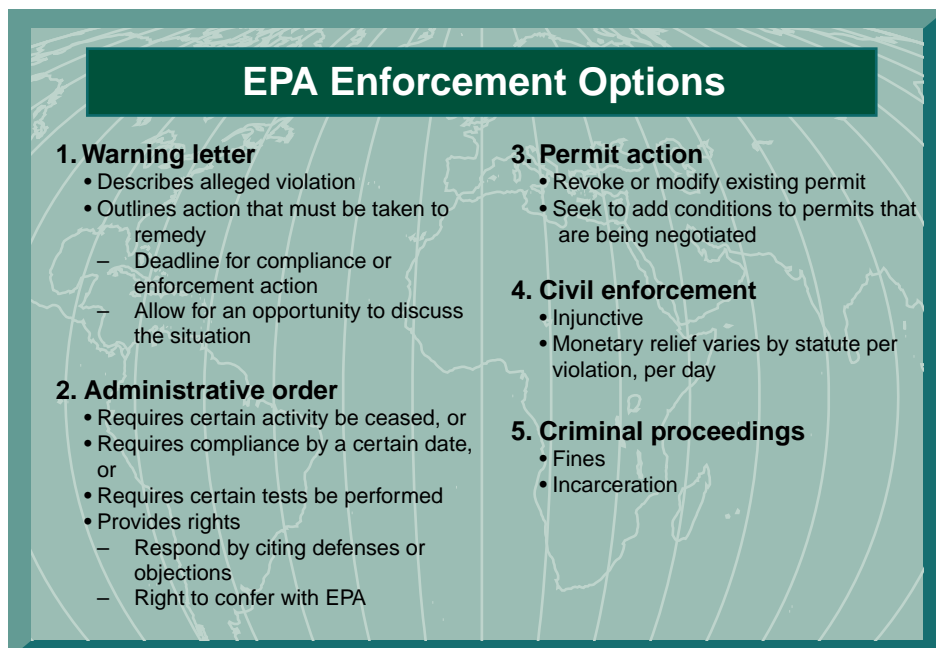 EPA Enforcement Options
1. Warning letter
• Describes alleged violation
• Outlines action that must be taken to
remedy
– Deadline for compliance or
enforcement action
– Allow for an opportunity to discuss
the situation
2. Administrative order
• Requires certain activity be ceased, or
• Requires compliance by a certain date,
or
• Requires certain tests be performed
• Provides rights
– Respond by citing defenses or
objections
– Right to confer with EPA
3. Permit action
• Revoke or modify existing permit
• Seek to add conditions to permits that
are being negotiated
4. Civil enforcement
• Injunctive
• Monetary relief varies by statute per
violation, per day
5. Criminal proceedings
• Fines
• Incarceration